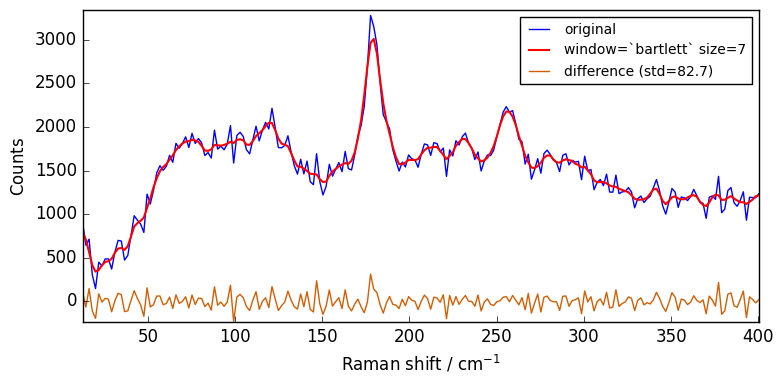 3000
2500
2000
1500
1000
500
0
Counts
original
window=`bartlett` size=7
difference (std=82.7)
50 100 150 200 250 300 350 400
Raman shift / cm⁻¹